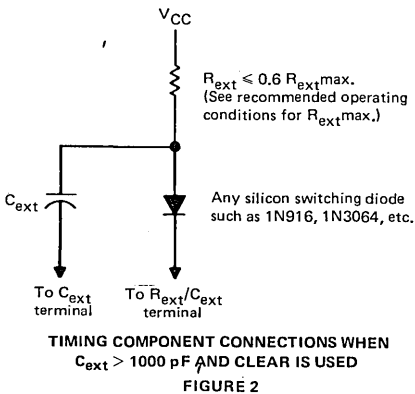 VCC
Rext ≤ 0.6 Rextmax.
(See recommended operating
conditions for Rextmax.)
Cext
Any silicon switching diode
such as 1N916, 1N3064, etc.
To Cext
terminal
To Rext/Cext
terminal
TIMING COMPONENT CONNECTIONS WHEN
Cext > 1000 pF AND CLEAR IS USED
FIGURE 2